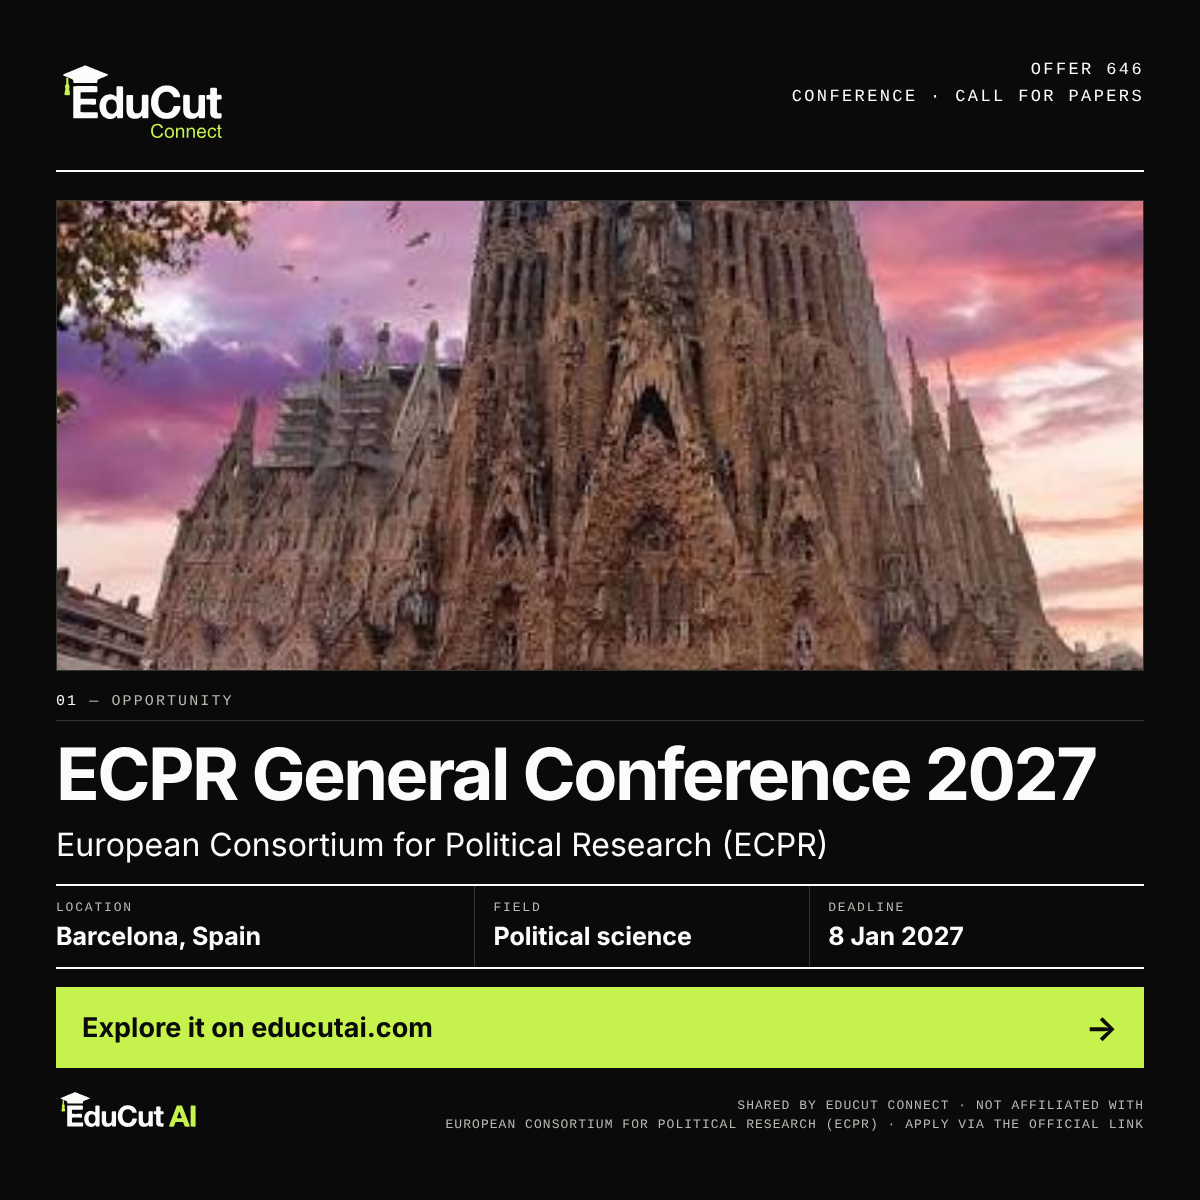 EduCut
Connect
OFFER 646
CONFERENCE · CALL FOR PAPERS
01 — OPPORTUNITY
ECPR General Conference 2027
European Consortium for Political Research (ECPR)
LOCATION
Barcelona, Spain
FIELD
Political science
DEADLINE
8 Jan 2027
Explore it on educutai.com →
EduCut AI
SHARED BY EDUCUT CONNECT · NOT AFFILIATED WITH
EUROPEAN CONSORTIUM FOR POLITICAL RESEARCH (ECPR) · APPLY VIA THE OFFICIAL LINK